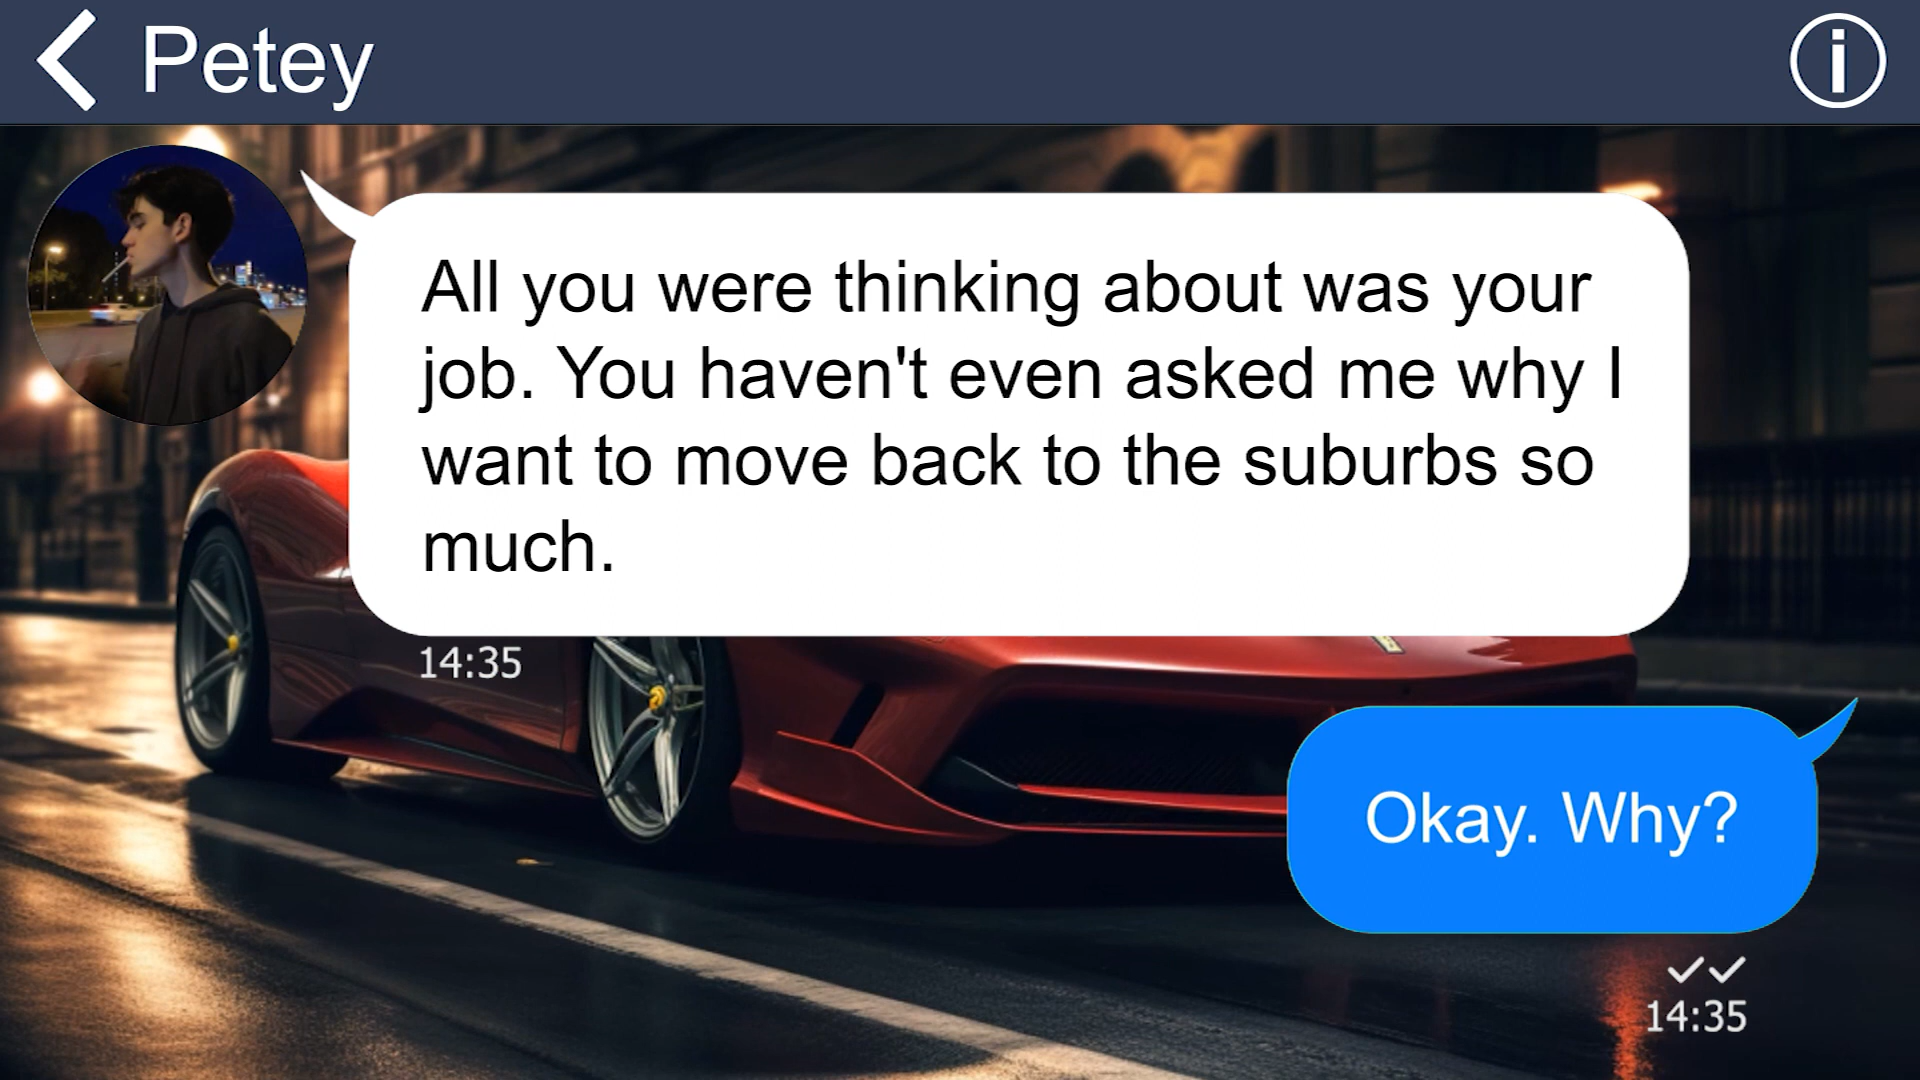 Petey
All you were thinking about was your
job. You haven't even asked me why I
want to move back to the suburbs so
much.
14:35
Okay. Why?
14:35